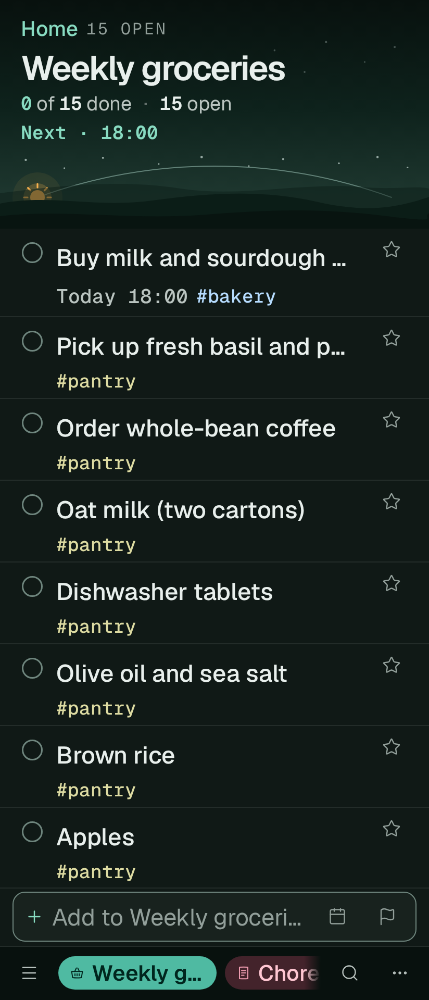 Home 15 OPEN
Weekly groceries
0 of 15 done · 15 open
Next · 18:00
Buy milk and sourdough …
Today 18:00 #bakery
Pick up fresh basil and p…
#pantry
Order whole-bean coffee
#pantry
Oat milk (two cartons)
#pantry
Dishwasher tablets
#pantry
Olive oil and sea salt
#pantry
Brown rice
#pantry
Apples
#pantry
+ Add to Weekly groceri…
Weekly g… Chore